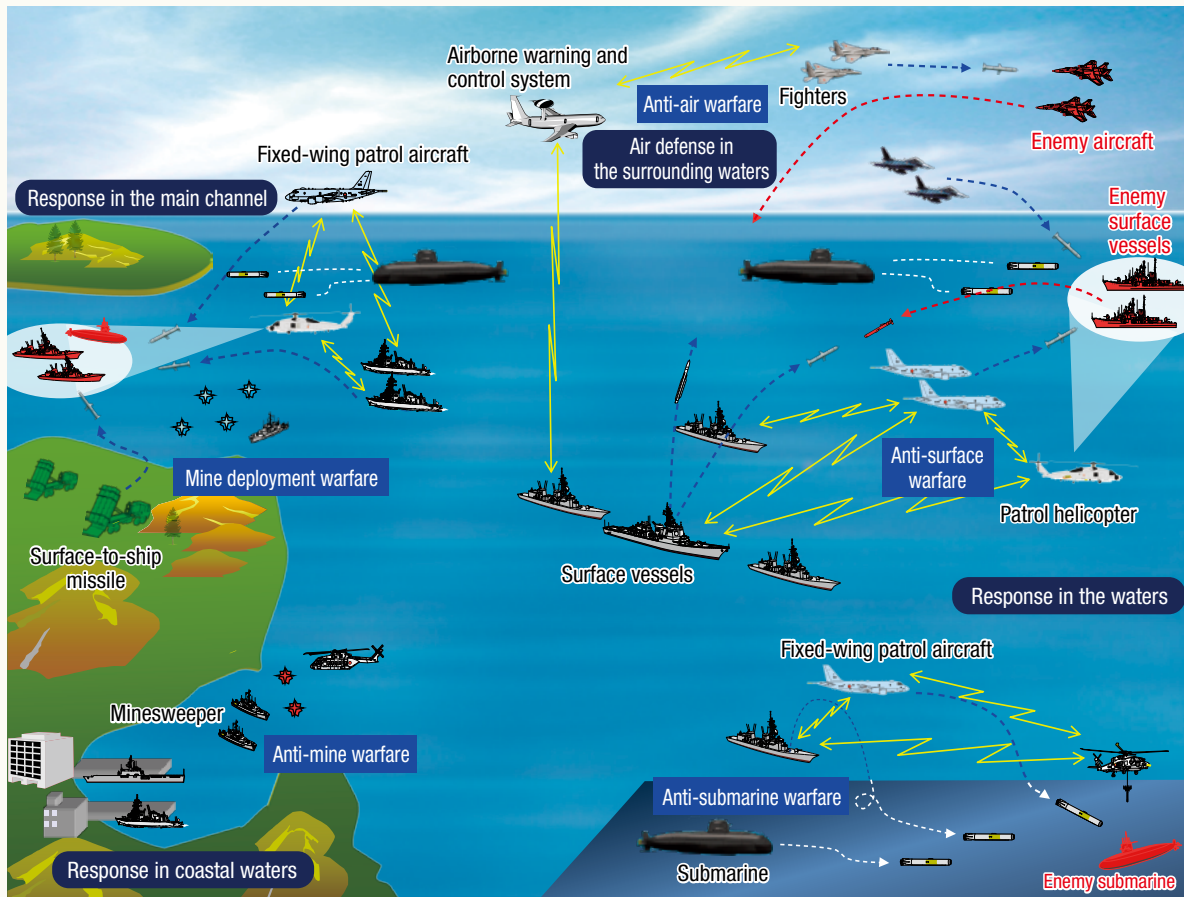 Airborne warning and
control system
Anti-air warfare
Fighters
Enemy aircraft
Air defense in
the surrounding waters
Fixed-wing patrol aircraft
Response in the main channel
Enemy
surface
vessels
Mine deployment warfare
Anti-surface
warfare
Patrol helicopter
Surface-to-ship
missile
Surface vessels
Response in the waters
Fixed-wing patrol aircraft
Minesweeper
Anti-mine warfare
Anti-submarine warfare
Submarine
Enemy submarine
Response in coastal waters